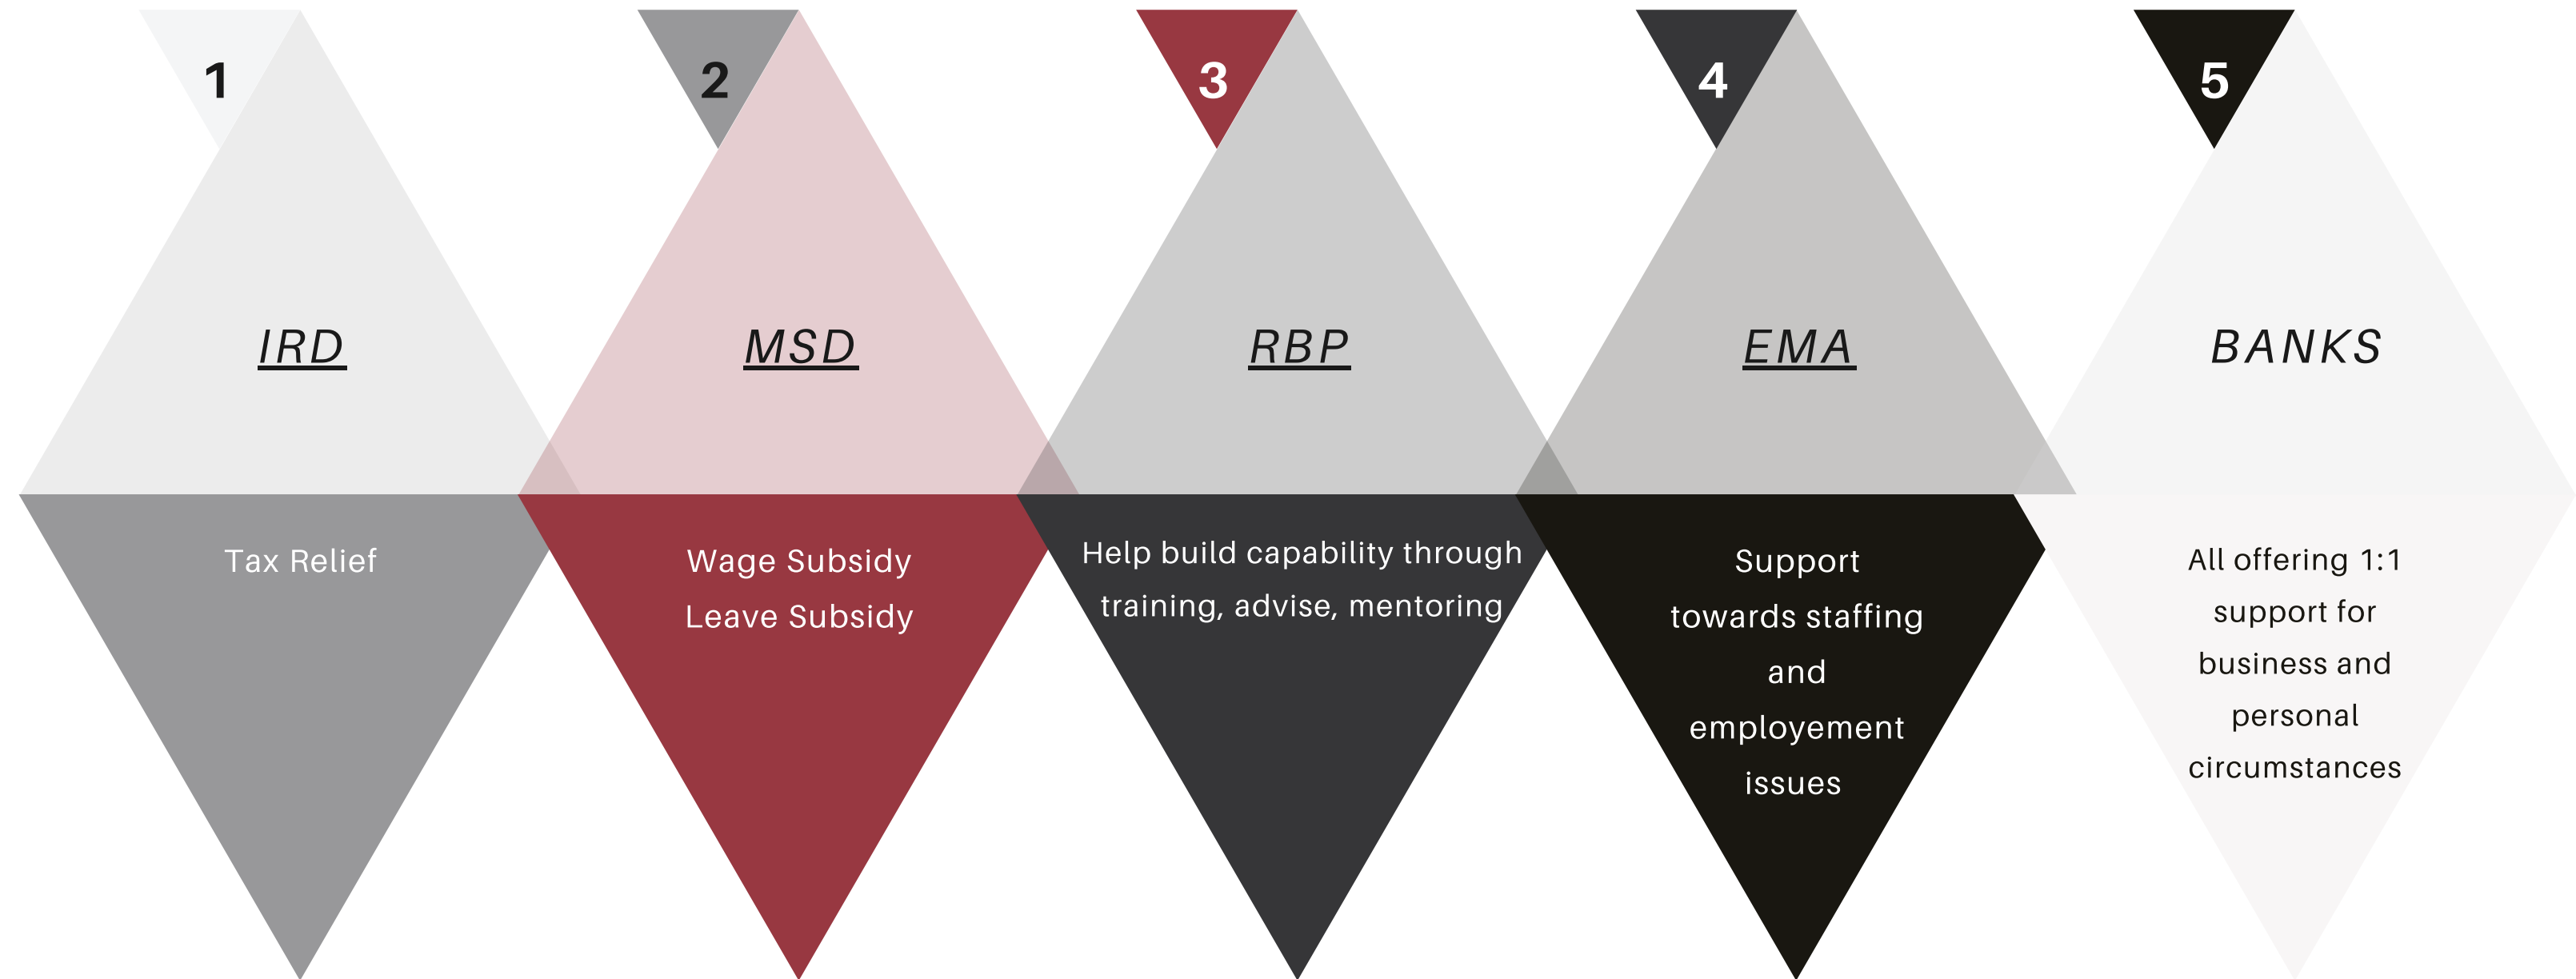 1
IRD
Tax Relief
2
MSD
Wage Subsidy
Leave Subsidy
3
RBP
Help build capability through
training, advise, mentoring
4
EMA
Support
towards staffing
and
employement
issues
5
BANKS
All offering 1:1
support for
business and
personal
circumstances